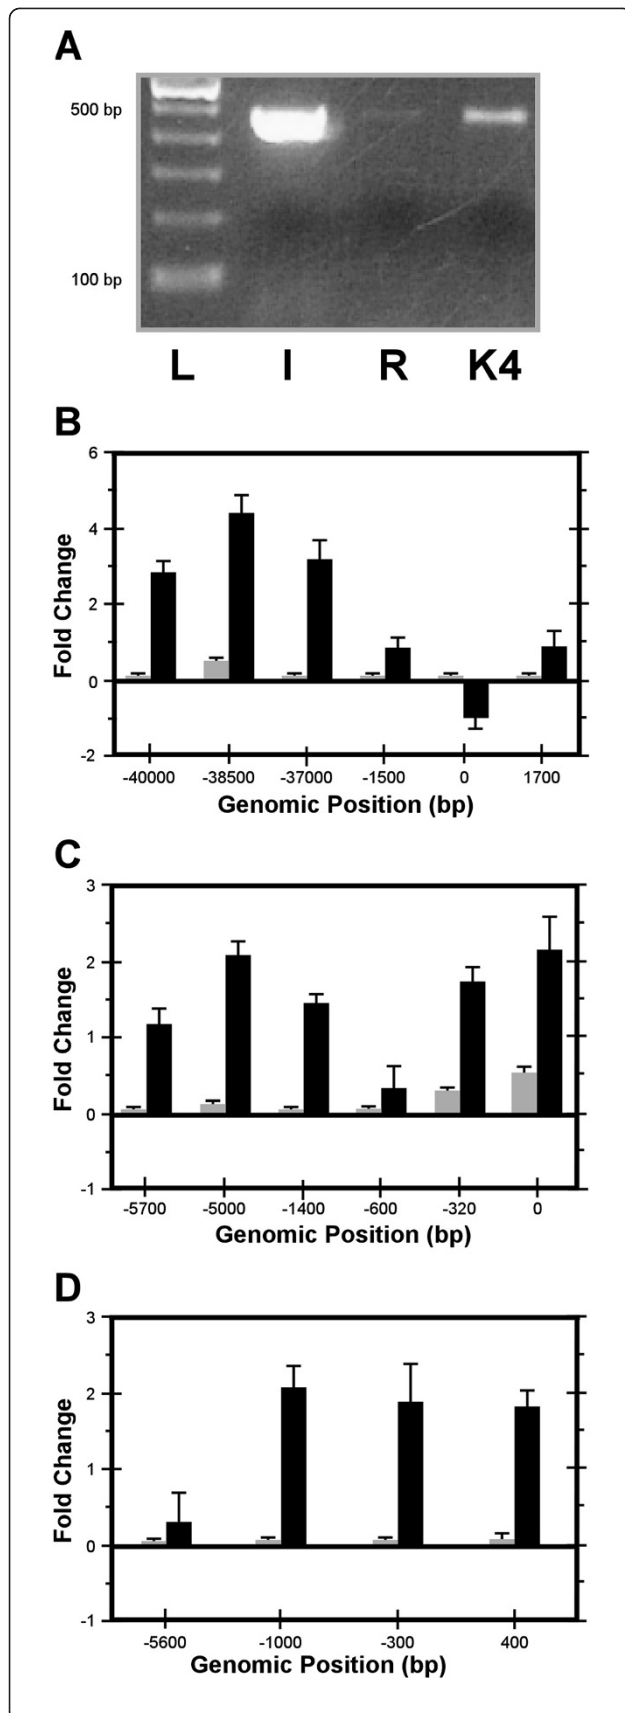 A
500 bp
100 bp
L I R K4
B
6
4
2
0
-2
Fold Change
-40000 -38500 -37000 -1500 0 1700
Genomic Position (bp)
C
3
2
1
0
-1
Fold Change
-5700 -5000 -1400 -600 -320 0
Genomic Position (bp)
D
3
2
1
0
-1
Fold Change
-5600 -1000 -300 400
Genomic Position (bp)